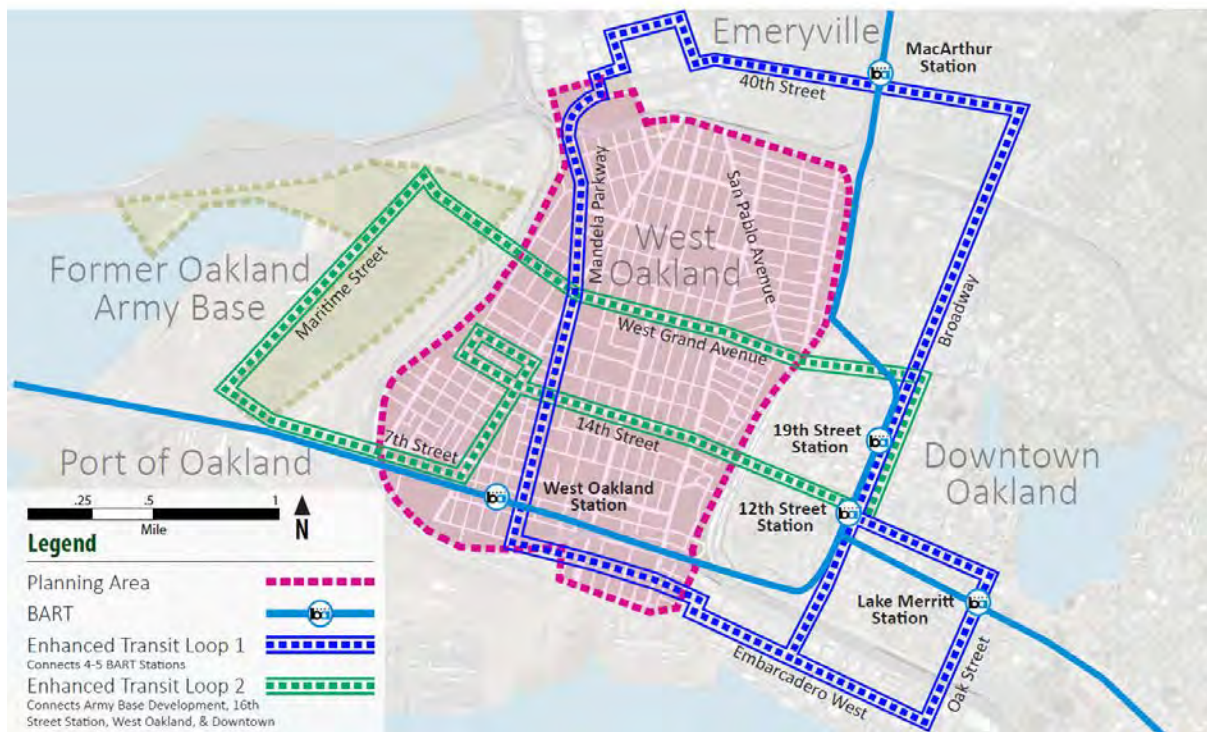 Emeryville
MacArthur
Station
40th Street
Mandela Parkway
San Pablo Avenue
West
Oakland
Former Oakland
Army Base
Maritime Street
Broadway
West Grand Avenue
14th Street
19th Street
Station
Downtown
Oakland
7th Street
Port of Oakland
West Oakland
Station
12th Street
Station
.25 .5 1
Mile
N
Lake Merritt
Station
Embarcadero West
Oak Street
Legend
Planning Area
BART
ba
Enhanced Transit Loop 1
Connects 4-5 BART Stations
Enhanced Transit Loop 2
Connects Army Base Development, 16th
Street Station, West Oakland, & Downtown